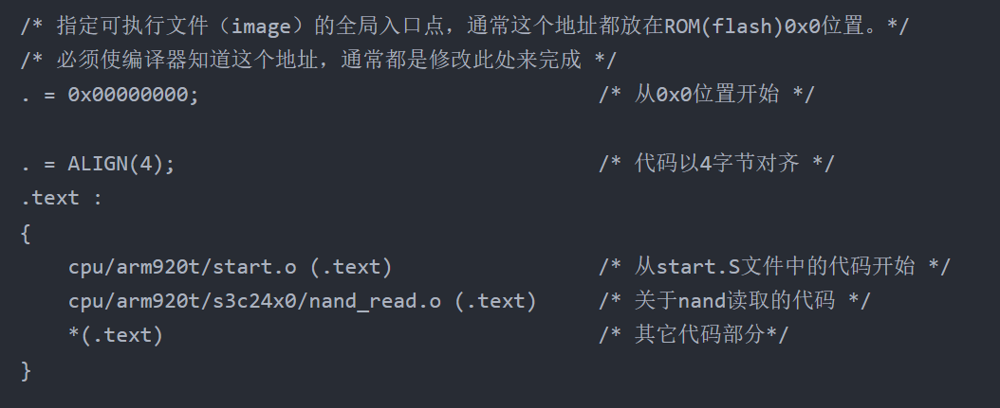 /* 指定可执行文件（image）的全局入口点，通常这个地址都放在ROM(flash)0x0位置。*/
/* 必须使编译器知道这个地址，通常都是修改此处来完成 */
. = 0x00000000;                                 /* 从0x0位置开始 */
. = ALIGN(4);                                   /* 代码以4字节对齐 */
.text :
{
    cpu/arm920t/start.o (.text)                 /* 从start.S文件中的代码开始 */
    cpu/arm920t/s3c24x0/nand_read.o (.text)     /* 关于nand读取的代码 */
    *(.text)                                    /* 其它代码部分*/
}